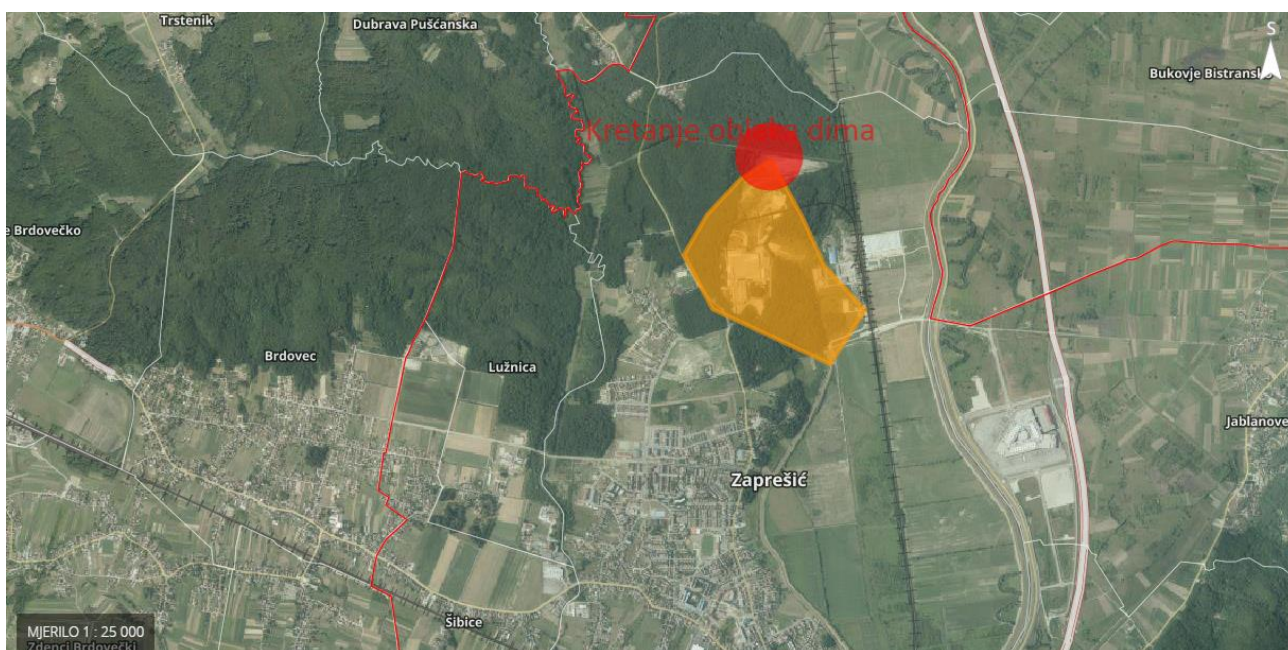 Trstenik
Dubrava Pušćanska
S
Bukovje Bistransko
Kretanje oblaka dima
e Brdovečko
Brdovec
Lužnica
Jablanove
Zaprešić
Šibice
MJERILO 1 : 25 000
Zdenci Brdovečki